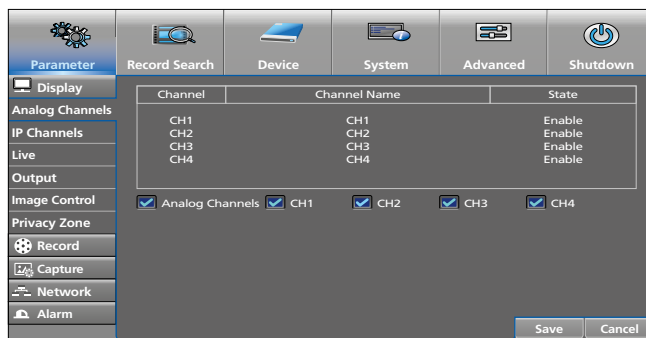 Parameter Record Search Device System Advanced Shutdown
Display
Analog Channels
IP Channels
Live
Output
Image Control
Privacy Zone
Record
Capture
Network
Alarm
Channel Channel Name State
CH1 CH1 Enable
CH2 CH2 Enable
CH3 CH3 Enable
CH4 CH4 Enable
Analog Channels CH1 CH2 CH3 CH4
Save Cancel